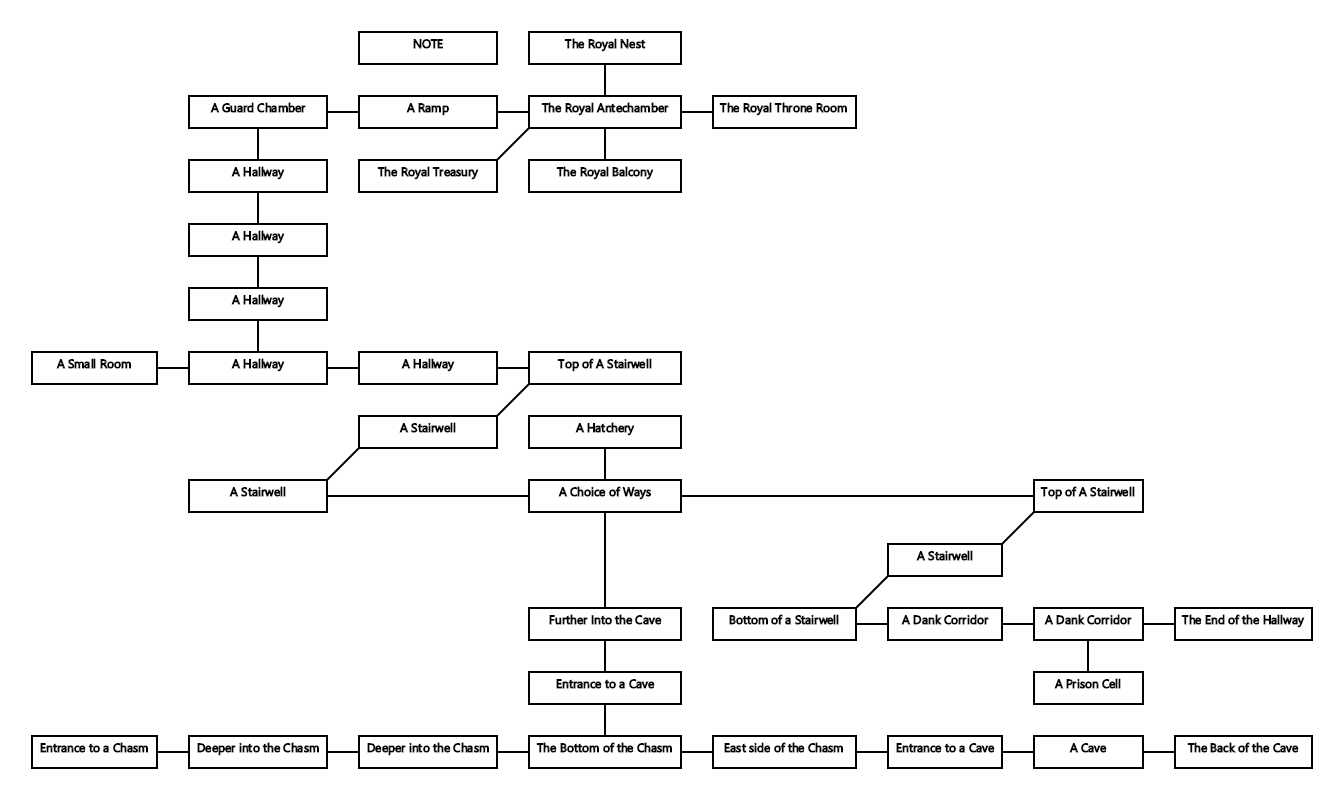 NOTE
The Royal Nest
A Guard Chamber
A Ramp
The Royal Antechamber
The Royal Throne Room
A Hallway
The Royal Treasury
The Royal Balcony
A Hallway
A Hallway
A Small Room
A Hallway
A Hallway
Top of A Stairwell
A Stairwell
A Hatchery
A Stairwell
A Choice of Ways
Top of A Stairwell
A Stairwell
Further Into the Cave
Bottom of a Stairwell
A Dank Corridor
A Dank Corridor
The End of the Hallway
Entrance to a Cave
A Prison Cell
Entrance to a Chasm
Deeper into the Chasm
Deeper into the Chasm
The Bottom of the Chasm
East side of the Chasm
Entrance to a Cave
A Cave
The Back of the Cave